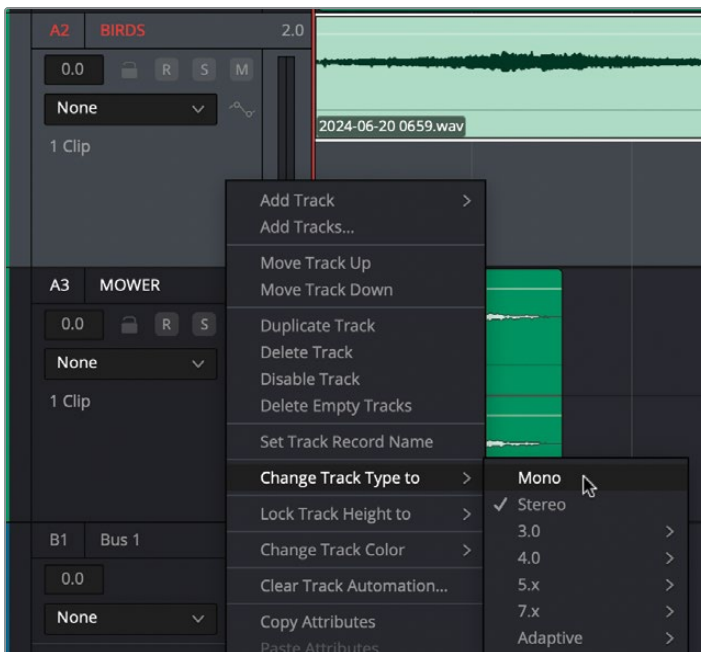 A2 BIRDS 2.0
0.0 R S M
None
2024-06-20 0659.wav
1 Clip
Add Track
Add Tracks...
Move Track Up
Move Track Down
A3 MOWER
0.0 R S
Duplicate Track
None
Delete Track
Disable Track
1 Clip
Delete Empty Tracks
Set Track Record Name
Change Track Type to
Mono
Stereo
Lock Track Height to
3.0
B1 Bus 1
Change Track Color
4.0
0.0
Clear Track Automation...
5.x
None
Copy Attributes
7.x
Paste Attributes
Adaptive